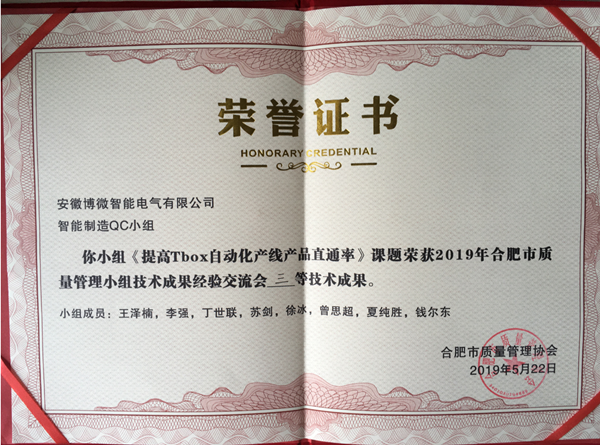 荣誉证书
HONORARY CREDENTIAL
安徽博微智能电气有限公司
智能制造QC小组
你小组《提高Tbox自动化产线产品直通率》课题荣获2019年合肥市质
量管理小组技术成果经验交流会 三 等技术成果。
小组成员：王泽楠，李强，丁世联，苏剑，徐冰，曾思超，夏纯胜，钱尔东
合肥市质量管理协会
2019年5月22日